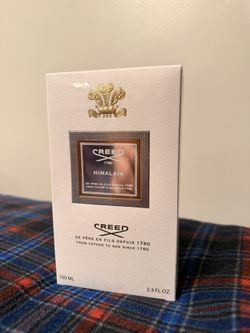 CREED
1760
HIMALAYA
DE PÈRE EN FILS DEPUIS 1760
FROM FATHER TO SON SINCE 1760
CREED
DE PÈRE EN FILS DEPUIS 1760
FROM FATHER TO SON SINCE 1760
100 ML
3.3 FL.OZ.